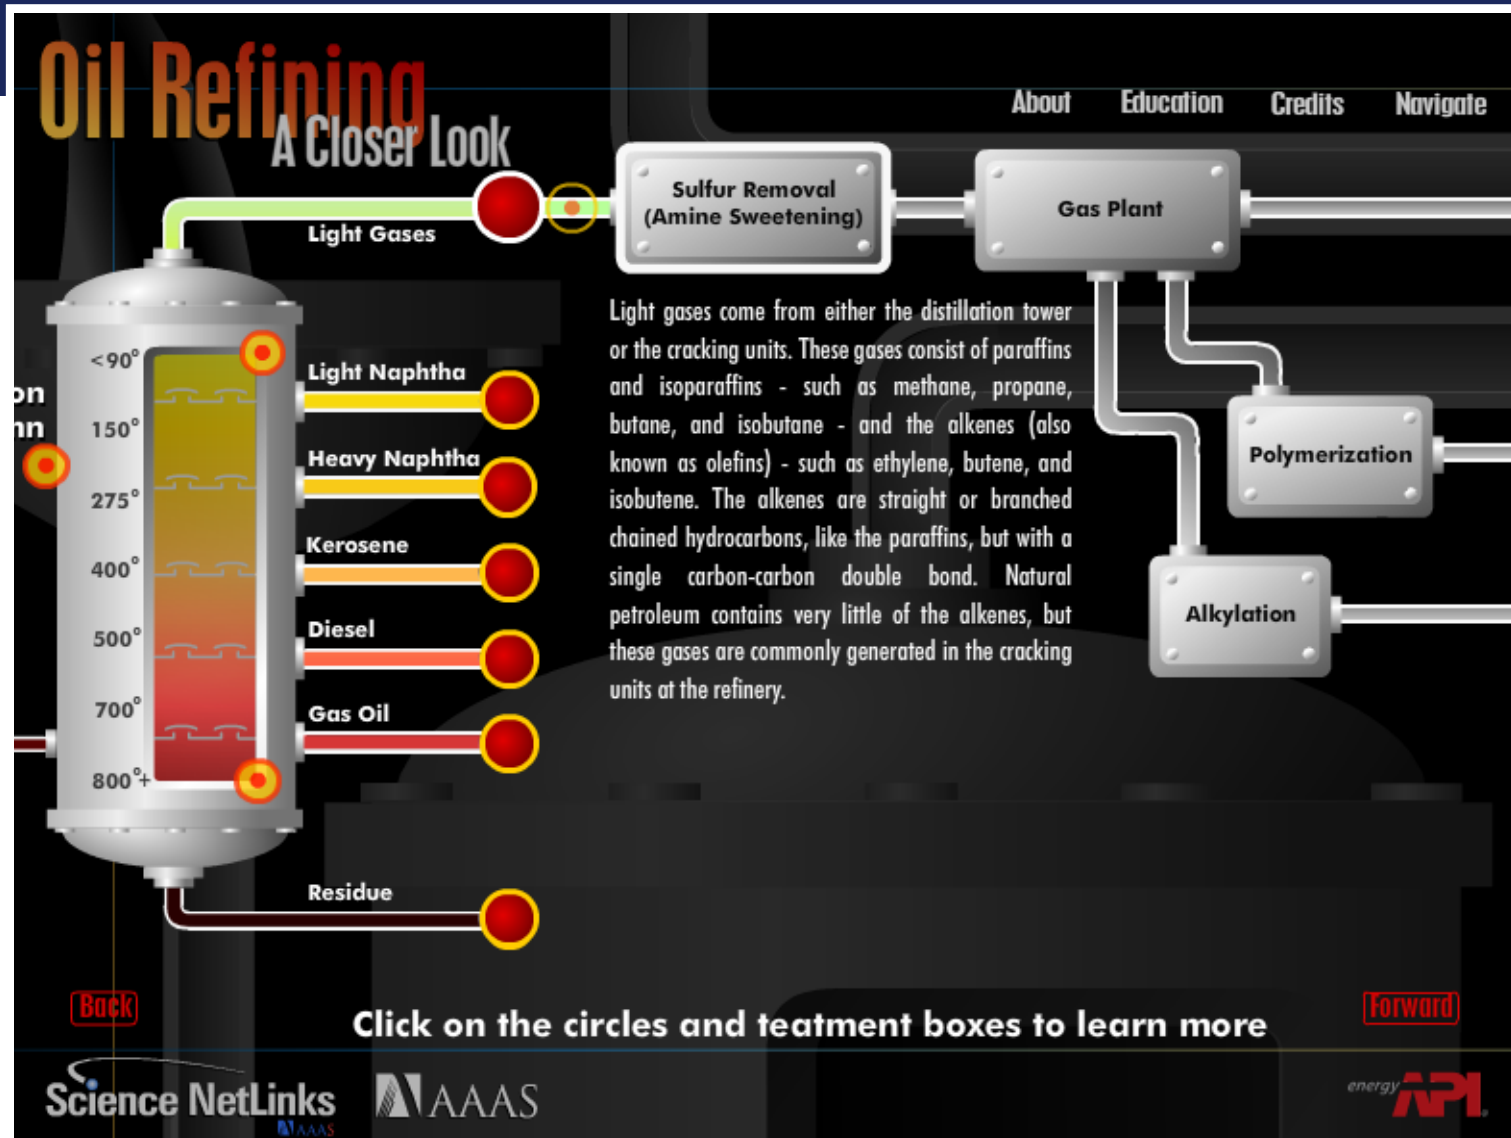 Oil Refining
A Closer Look
About Education Credits Navigate
Light Gases
Sulfur Removal
(Amine Sweetening)
Gas Plant
<90°
150°
275°
400°
500°
700°
800°+
on
nn
Light Naphtha
Heavy Naphtha
Kerosene
Diesel
Gas Oil
Residue
Light gases come from either the distillation tower
or the cracking units. These gases consist of paraffins
and isoparaffins - such as methane, propane,
butane, and isobutane - and the alkenes (also
known as olefins) - such as ethylene, butene, and
isobutene. The alkenes are straight or branched
chained hydrocarbons, like the paraffins, but with a
single carbon-carbon double bond. Natural
petroleum contains very little of the alkenes, but
these gases are commonly generated in the cracking
units at the refinery.
Polymerization
Alkylation
Back
Click on the circles and teatment boxes to learn more
Forward
Science NetLinks
AAAS
AAAS
energy API